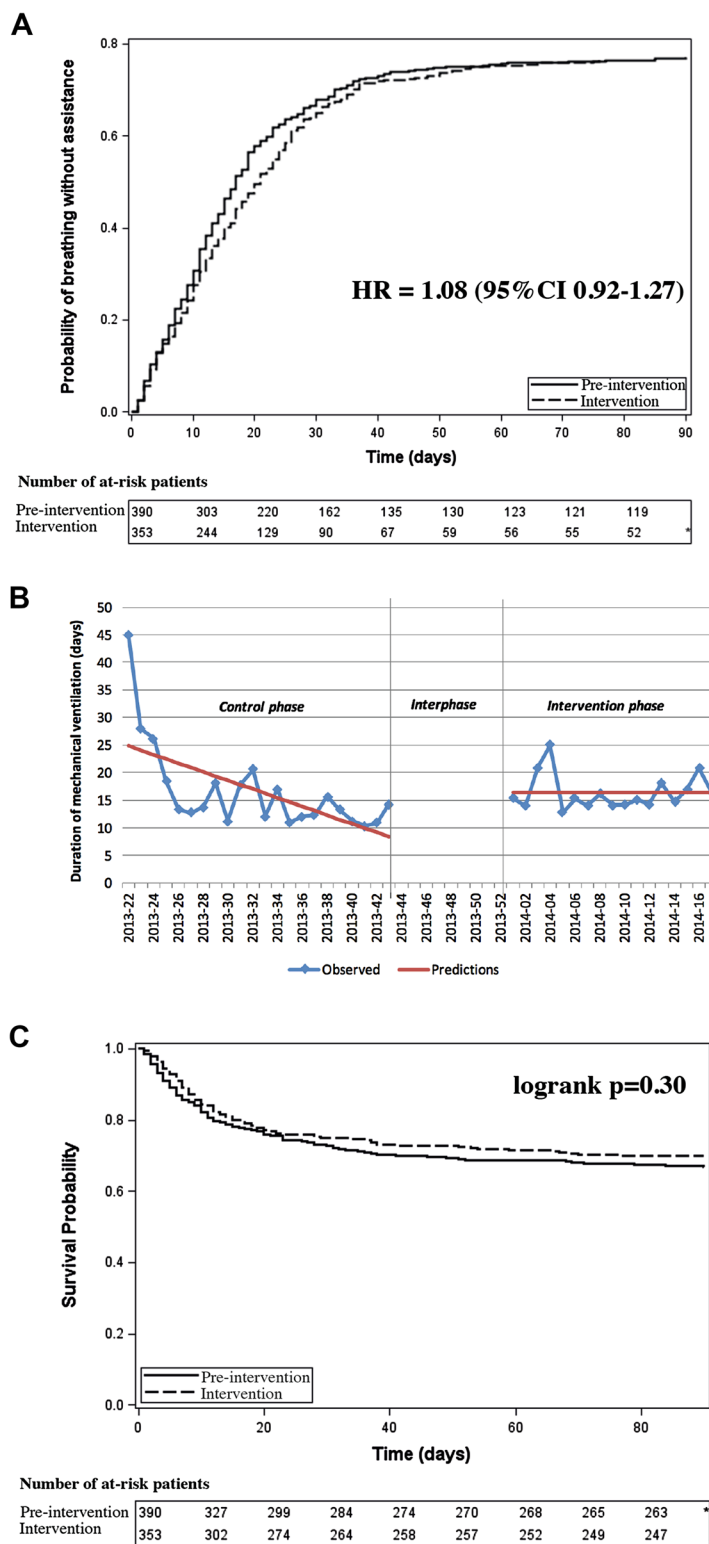 A
0.8
0.6
0.4
0.2
0.0
Probability of breathing without assistance
HR = 1.08 (95%CI 0.92-1.27)
Pre-intervention
Intervention
0 10 20 30 40 50 60 70 80 90
Time (days)
Number of at-risk patients
Pre-intervention 390 303 220 162 135 130 123 121 119
Intervention 353 244 129 90 67 59 56 55 52 *
B
Duration of mechanical ventilation (days)
50
45
40
35
30
25
20
15
10
5
0
Control phase Interphase Intervention phase
2013-22 2013-24 2013-26 2013-28 2013-30 2013-32 2013-34 2013-36 2013-38 2013-40 2013-42 2013-44 2013-46 2013-48 2013-50 2013-52 2014-02 2014-04 2014-06 2014-08 2014-10 2014-12 2014-14 2014-16
Observed Predictions
C
1.0
0.8
0.6
0.4
0.2
0.0
Survival Probability
logrank p=0.30
Pre-intervention
Intervention
0 20 40 60 80
Time (days)
Number of at-risk patients
Pre-intervention 390 327 299 284 274 270 268 265 263 *
Intervention 353 302 274 264 258 257 252 249 247